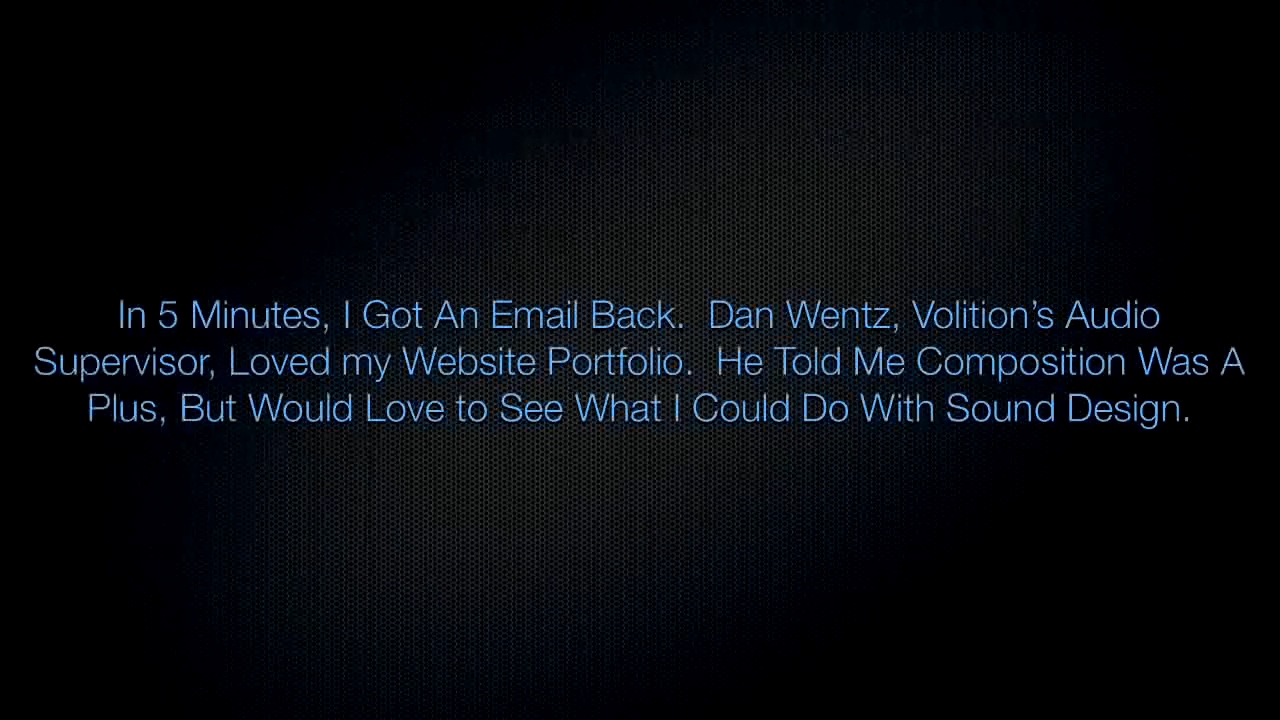 In 5 Minutes, I Got An Email Back.  Dan Wentz, Volition's Audio
Supervisor, Loved my Website Portfolio.  He Told Me Composition Was A
Plus, But Would Love to See What I Could Do With Sound Design.